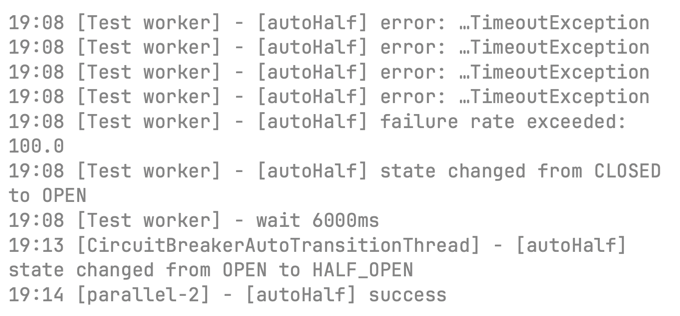 19:08 [Test worker] - [autoHalf] error: …TimeoutException
19:08 [Test worker] - [autoHalf] error: …TimeoutException
19:08 [Test worker] - [autoHalf] error: …TimeoutException
19:08 [Test worker] - [autoHalf] error: …TimeoutException
19:08 [Test worker] - [autoHalf] failure rate exceeded:
100.0
19:08 [Test worker] - [autoHalf] state changed from CLOSED
to OPEN
19:08 [Test worker] - wait 6000ms
19:13 [CircuitBreakerAutoTransitionThread] - [autoHalf]
state changed from OPEN to HALF_OPEN
19:14 [parallel-2] - [autoHalf] success